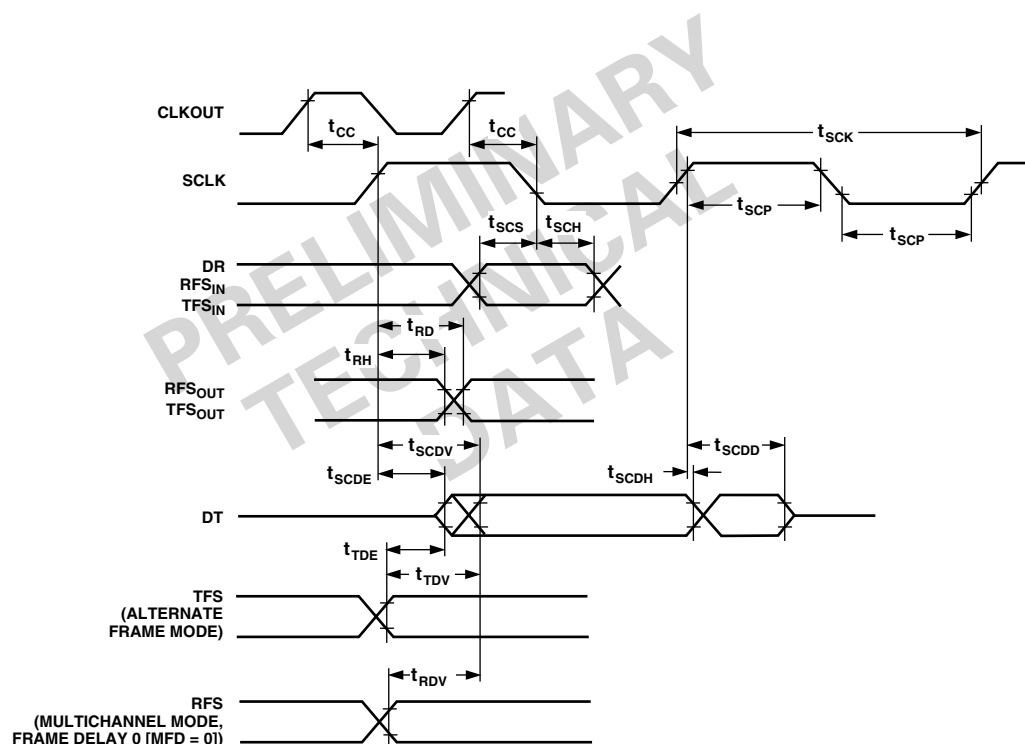 PRELIMINARY
TECHNICAL
DATA
CLKOUT
tCC
tCC
tSCK
SCLK
tSCP
tSCP
tSCS
tSCH
DR
RFSIN
TFSIN
tRD
tRH
RFSOUT
TFSOUT
tSCDV
tSCDE
tSCDD
tSCDH
DT
tTDE
tTDV
TFS
(ALTERNATE
FRAME MODE)
tRDV
RFS
(MULTICHANNEL MODE,
FRAME DELAY 0 [MFD = 0])